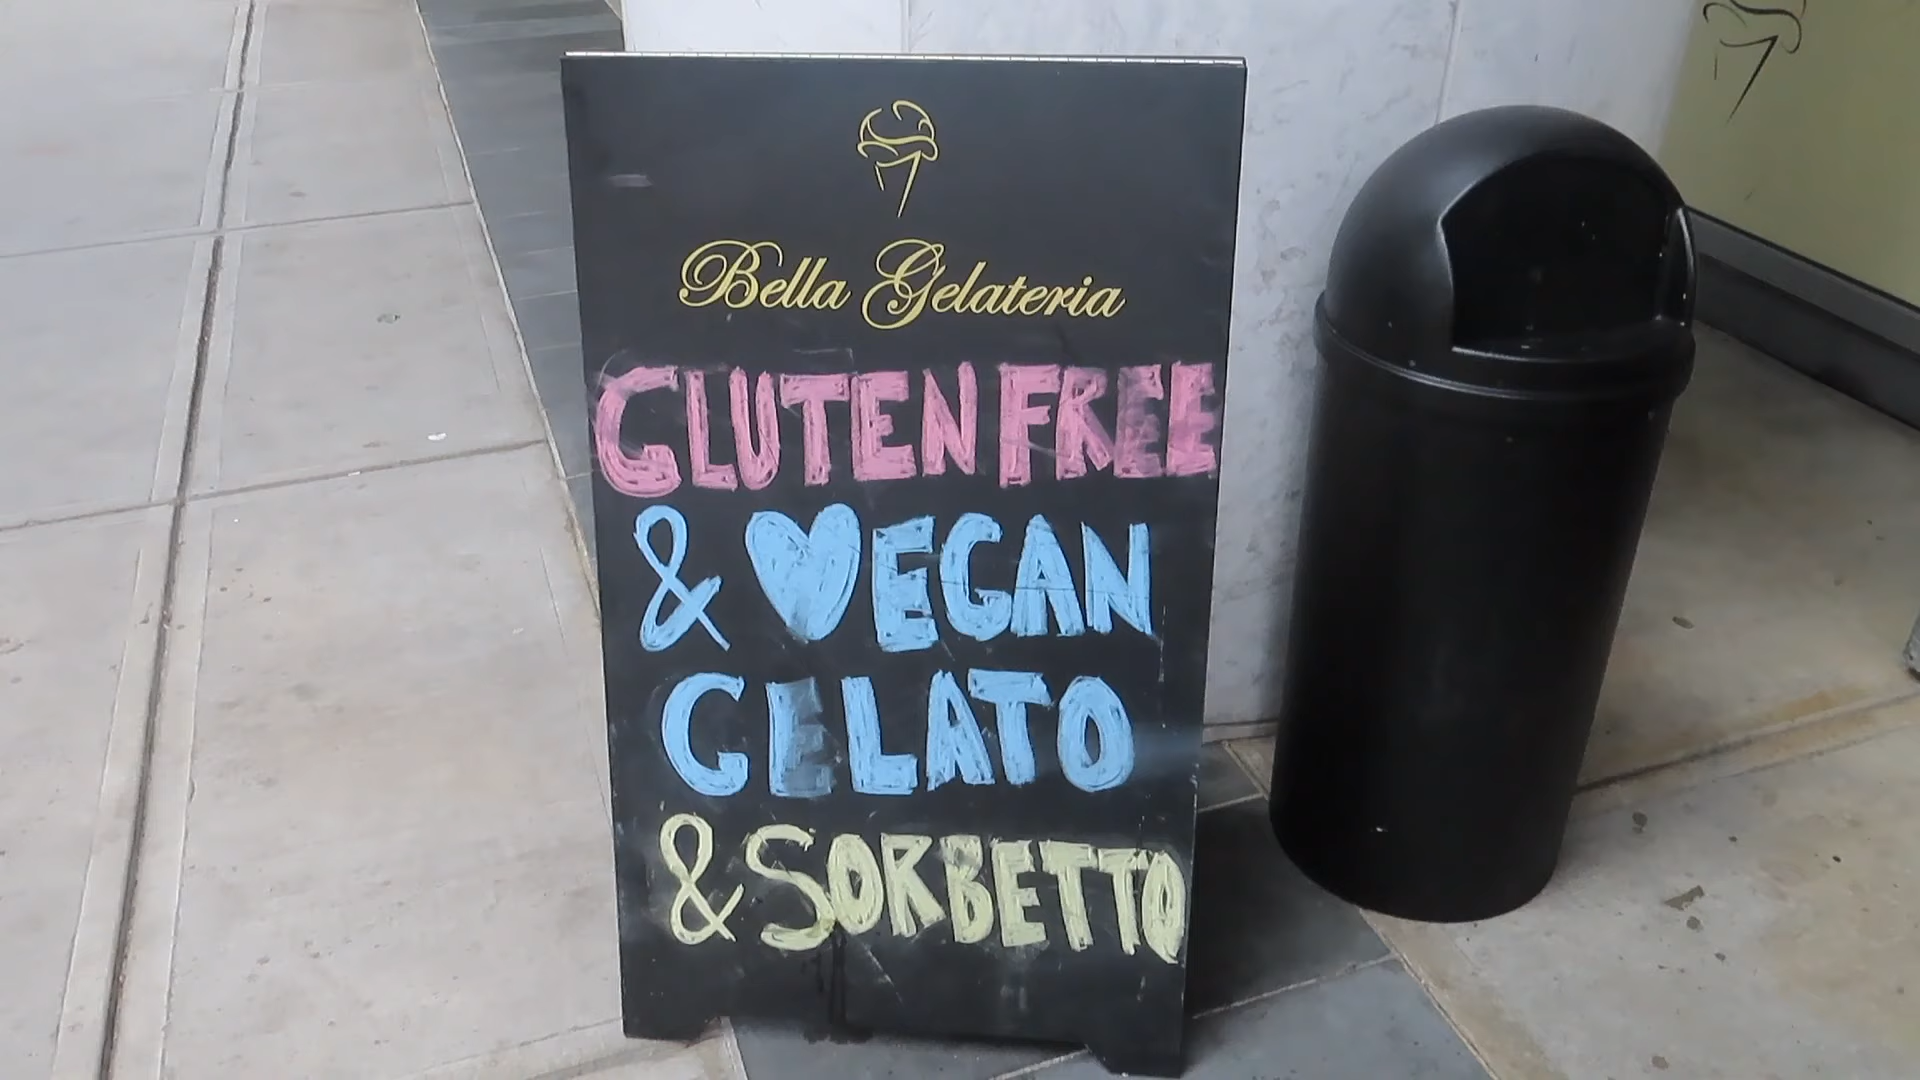 Bella Gelateria
GLUTEN FREE
& VEGAN
GELATO
& SORBETTO